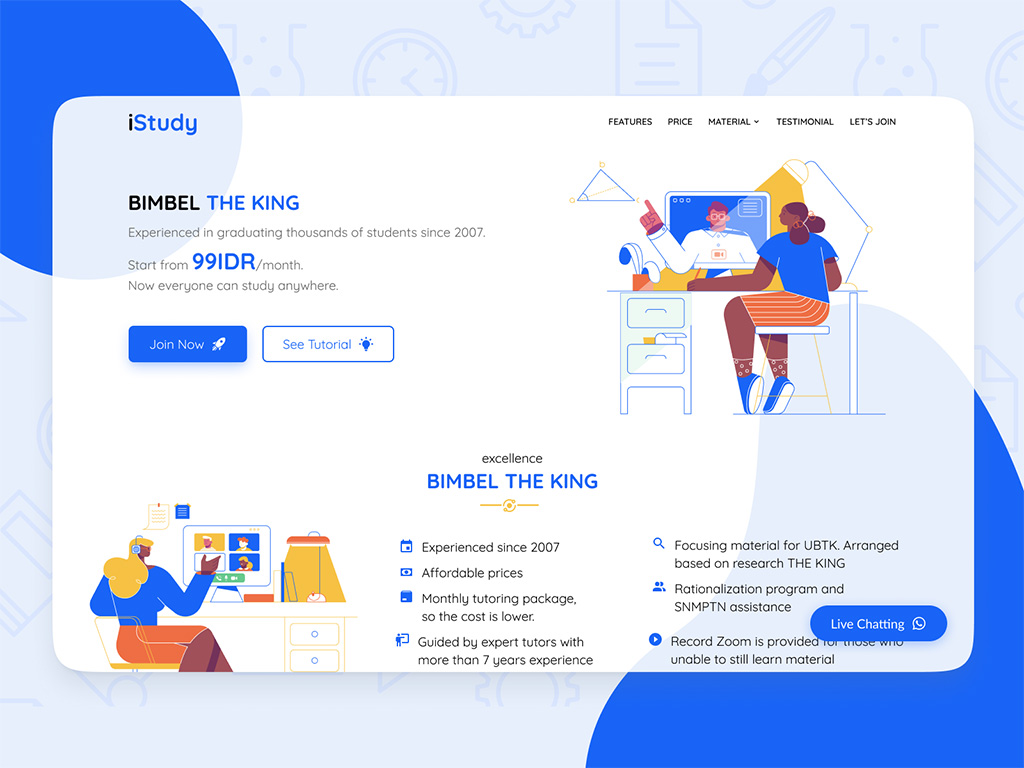 iStudy
FEATURES
PRICE
MATERIAL
TESTIMONIAL
LET'S JOIN
BIMBEL THE KING
Experienced in graduating thousands of students since 2007.
Start from 99IDR/month.
Now everyone can study anywhere.
Join Now
See Tutorial
excellence
BIMBEL THE KING
Experienced since 2007
Affordable prices
Monthly tutoring package,
so the cost is lower.
Guided by expert tutors with
more than 7 years experience
Focusing material for UBTK. Arranged
based on research THE KING
Rationalization program and
SNMPTN assistance
Record Zoom is provided for those who
unable to still learn material
Live Chatting